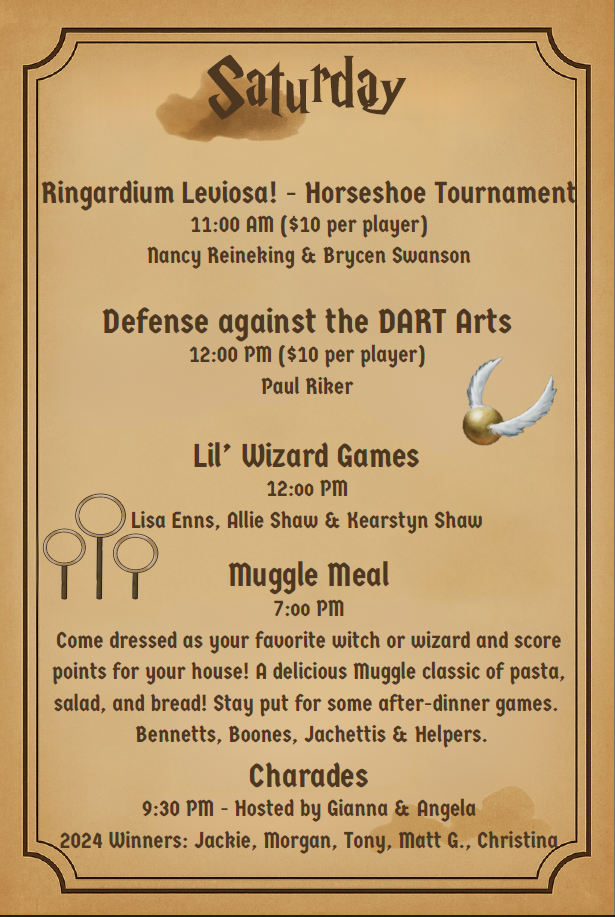 Saturday
Ringardium Leviosa! - Horseshoe Tournament
11:00 AM ($10 per player)
Nancy Reineking & Brycen Swanson
Defense against the DART Arts
12:00 PM ($10 per player)
Paul Riker
Lil' Wizard Games
12:00 PM
Lisa Enns, Allie Shaw & Kearstyn Shaw
Muggle Meal
7:00 PM
Come dressed as your favorite witch or wizard and score
points for your house! A delicious Muggle classic of pasta,
salad, and bread! Stay put for some after-dinner games.
Bennetts, Boones, Jachettis & Helpers.
Charades
9:30 PM - Hosted by Gianna & Angela
2024 Winners: Jackie, Morgan, Tony, Matt G., Christina